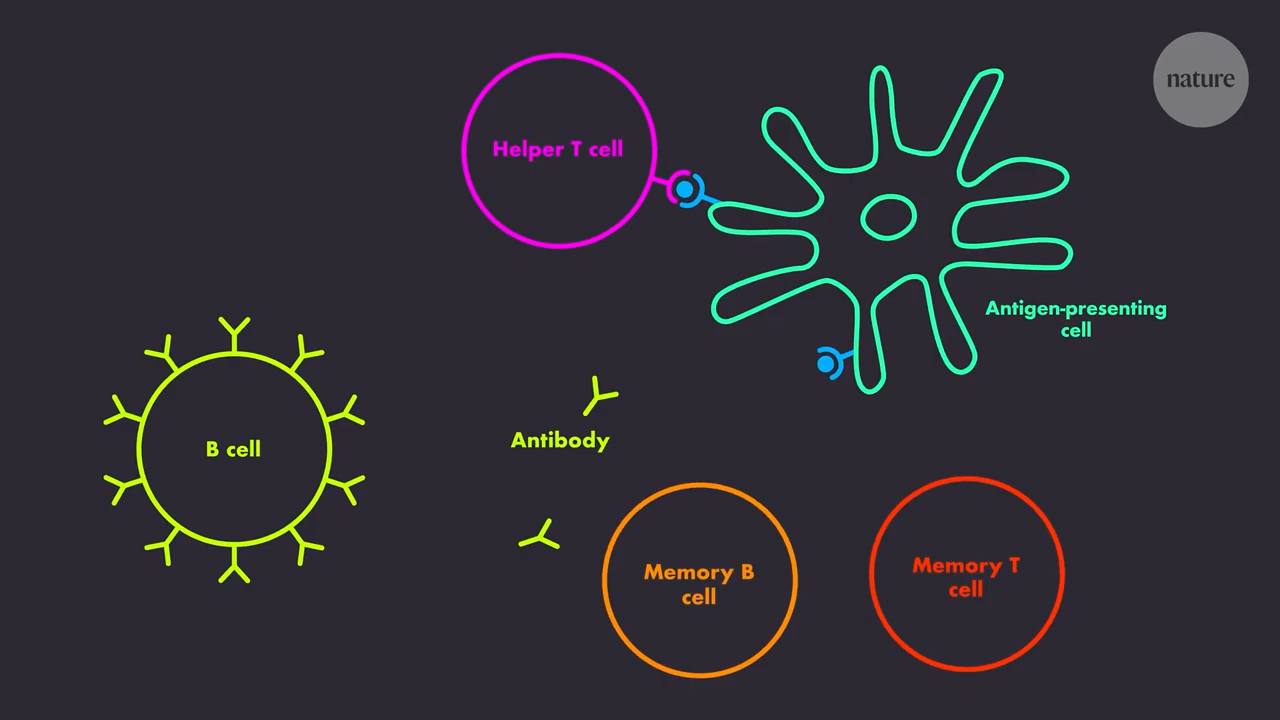 nature
Helper T cell
Antigen-presenting
cell
B cell
Antibody
Memory B
cell
Memory T
cell